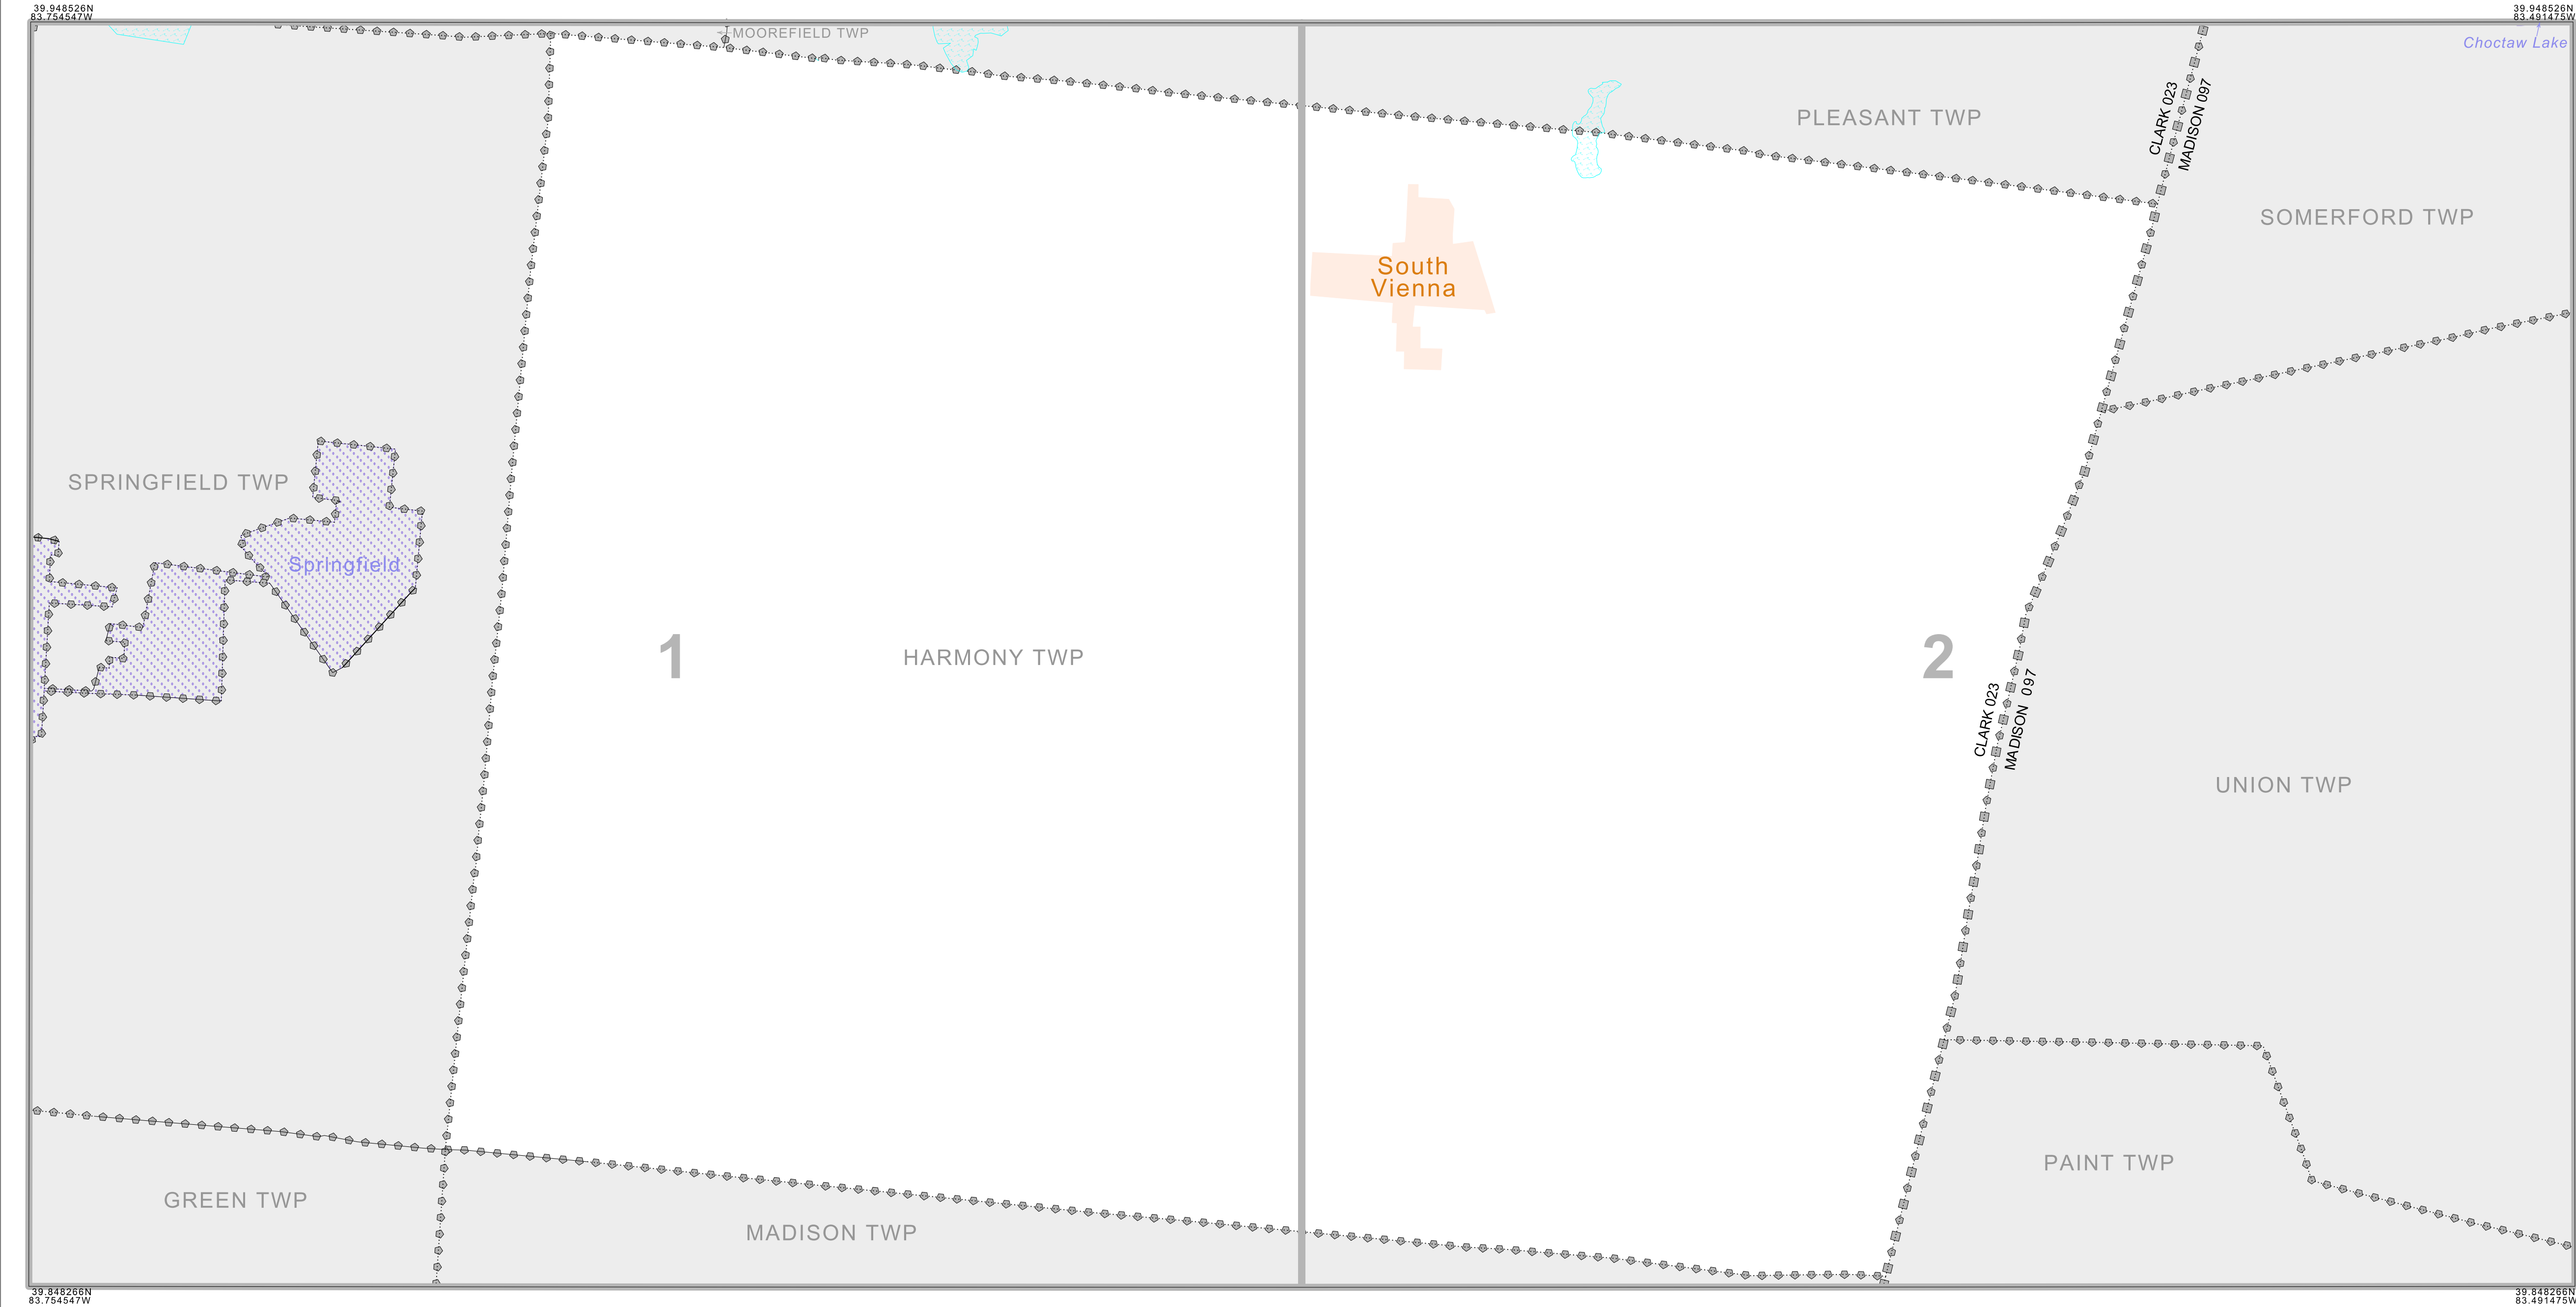 39.948526N
83.754547W
39.948526N
83.491475W
MOOREFIELD TWP
Choctaw Lake
CLARK 023
MADISON 097
PLEASANT TWP
SOMERFORD TWP
South
Vienna
SPRINGFIELD TWP
Springfield
1
HARMONY TWP
2
CLARK 023
MADISON 097
UNION TWP
PAINT TWP
GREEN TWP
MADISON TWP
39.848266N
83.754547W
39.848266N
83.491475W